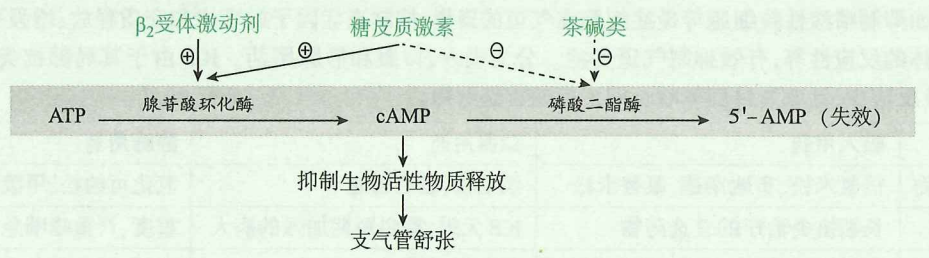 β₂受体激动剂 糖皮质激素 茶碱类
⊕ ⊕ ⊖ ⊖
腺苷酸环化酶 磷酸二酯酶
ATP cAMP 5'-AMP (失效)
抑制生物活性物质释放
支气管舒张